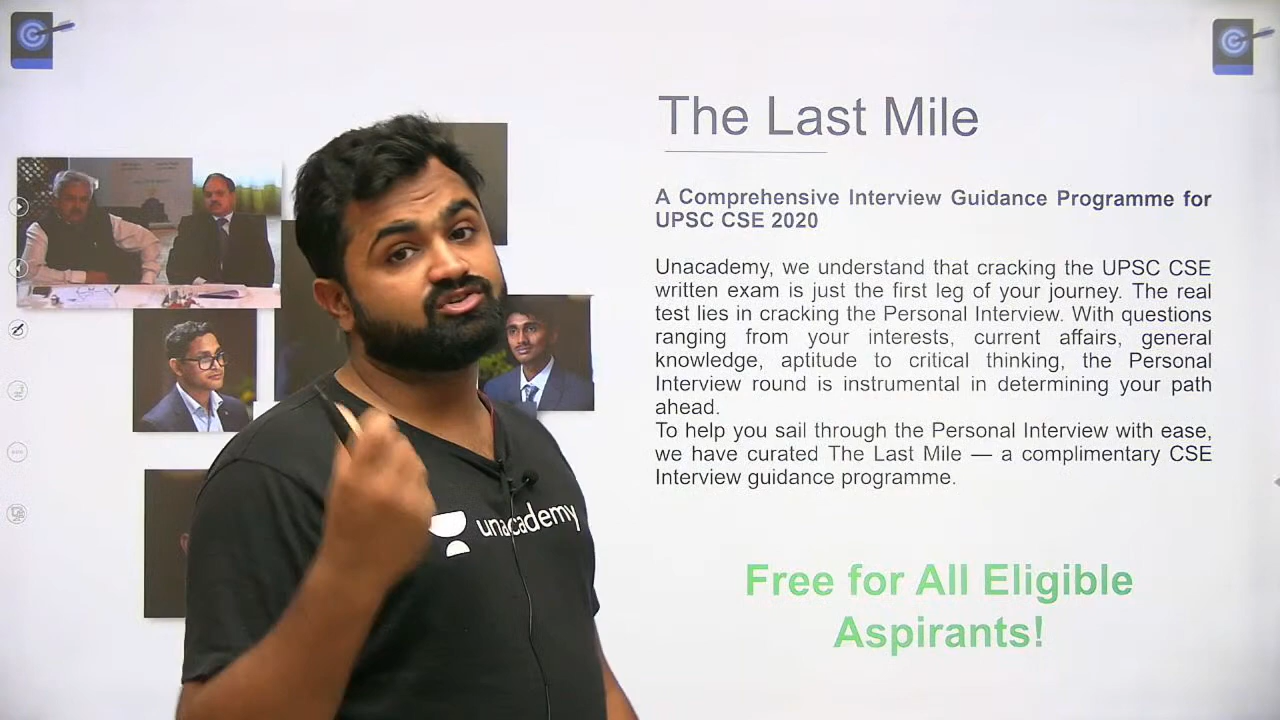 The Last Mile
A Comprehensive Interview Guidance Programme for
UPSC CSE 2020
Unacademy, we understand that cracking the UPSC CSE
written exam is just the first leg of your journey. The real
test lies in cracking the Personal Interview. With questions
ranging from your interests, current affairs, general
knowledge, aptitude to critical thinking, the Personal
Interview round is instrumental in determining your path
ahead.
To help you sail through the Personal Interview with ease,
we have curated The Last Mile — a complimentary CSE
Interview guidance programme.
unacademy
Free for All Eligible
Aspirants!